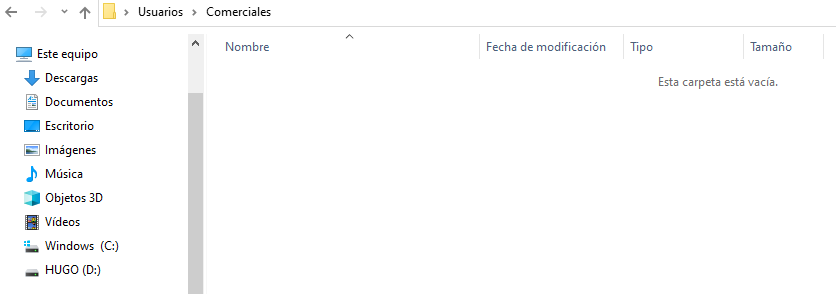 Usuarios > Comerciales
Nombre
Fecha de modificación
Tipo
Tamaño
Esta carpeta está vacía.
Este equipo
Descargas
Documentos
Escritorio
Imágenes
Música
Objetos 3D
Vídeos
Windows (C:)
HUGO (D:)